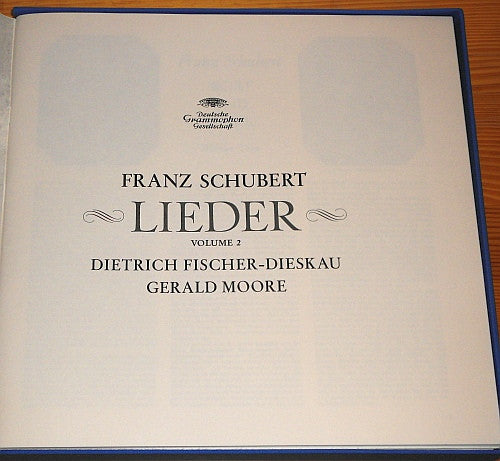 Deutsche
Grammophon
Gesellschaft
FRANZ SCHUBERT
LIEDER
VOLUME 2
DIETRICH FISCHER-DIESKAU
GERALD MOORE